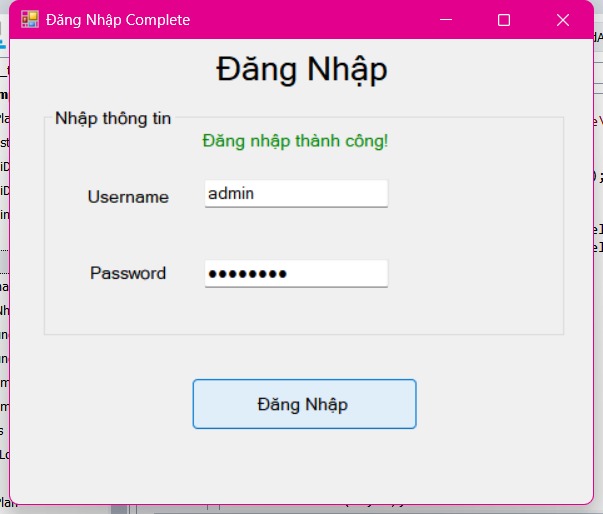 Đăng Nhập Complete
Đăng Nhập
Nhập thông tin
Đăng nhập thành công!
Username
admin
Password
Đăng Nhập